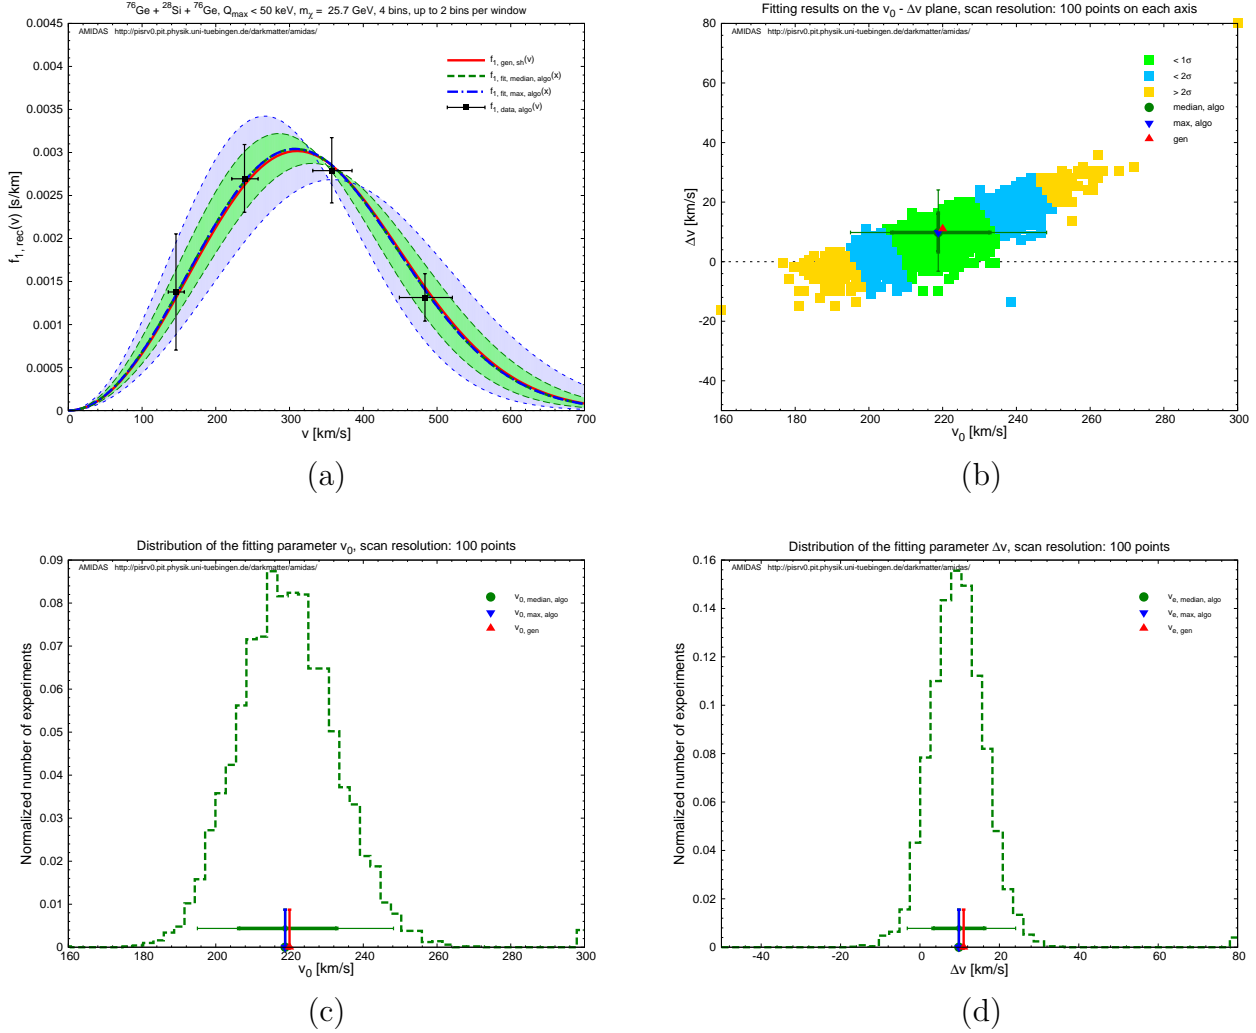 ⁷⁶Ge + ²⁸Si + ⁷⁶Ge, Q_max < 50 keV, m_χ = 25.7 GeV, 4 bins, up to 2 bins per window
AMIDAS http://pisrv0.pit.physik.uni-tuebingen.de/darkmatter/amidas/
f_1, gen, sh(v)
f_1, fit, median, algo(x)
f_1, fit, max, algo(x)
f_1, data, algo(v)
f_1, rec(v) [s/km]
0.0045
0.004
0.0035
0.003
0.0025
0.002
0.0015
0.001
0.0005
0
0 100 200 300 400 500 600 700
v [km/s]
(a)
Fitting results on the v_0 - Δv plane, scan resolution: 100 points on each axis
AMIDAS http://pisrv0.pit.physik.uni-tuebingen.de/darkmatter/amidas/
< 1σ
< 2σ
> 2σ
median, algo
max, algo
gen
Δv [km/s]
80
60
40
20
0
-20
-40
160 180 200 220 240 260 280 300
v_0 [km/s]
(b)
Distribution of the fitting parameter v_0, scan resolution: 100 points
AMIDAS http://pisrv0.pit.physik.uni-tuebingen.de/darkmatter/amidas/
v_0, median, algo
v_0, max, algo
v_0, gen
Normalized number of experiments
0.09
0.08
0.07
0.06
0.05
0.04
0.03
0.02
0.01
0
160 180 200 220 240 260 280 300
v_0 [km/s]
(c)
Distribution of the fitting parameter Δv, scan resolution: 100 points
AMIDAS http://pisrv0.pit.physik.uni-tuebingen.de/darkmatter/amidas/
v_e, median, algo
v_e, max, algo
v_e, gen
Normalized number of experiments
0.16
0.14
0.12
0.1
0.08
0.06
0.04
0.02
0
-40 -20 0 20 40 60 80
Δv [km/s]
(d)